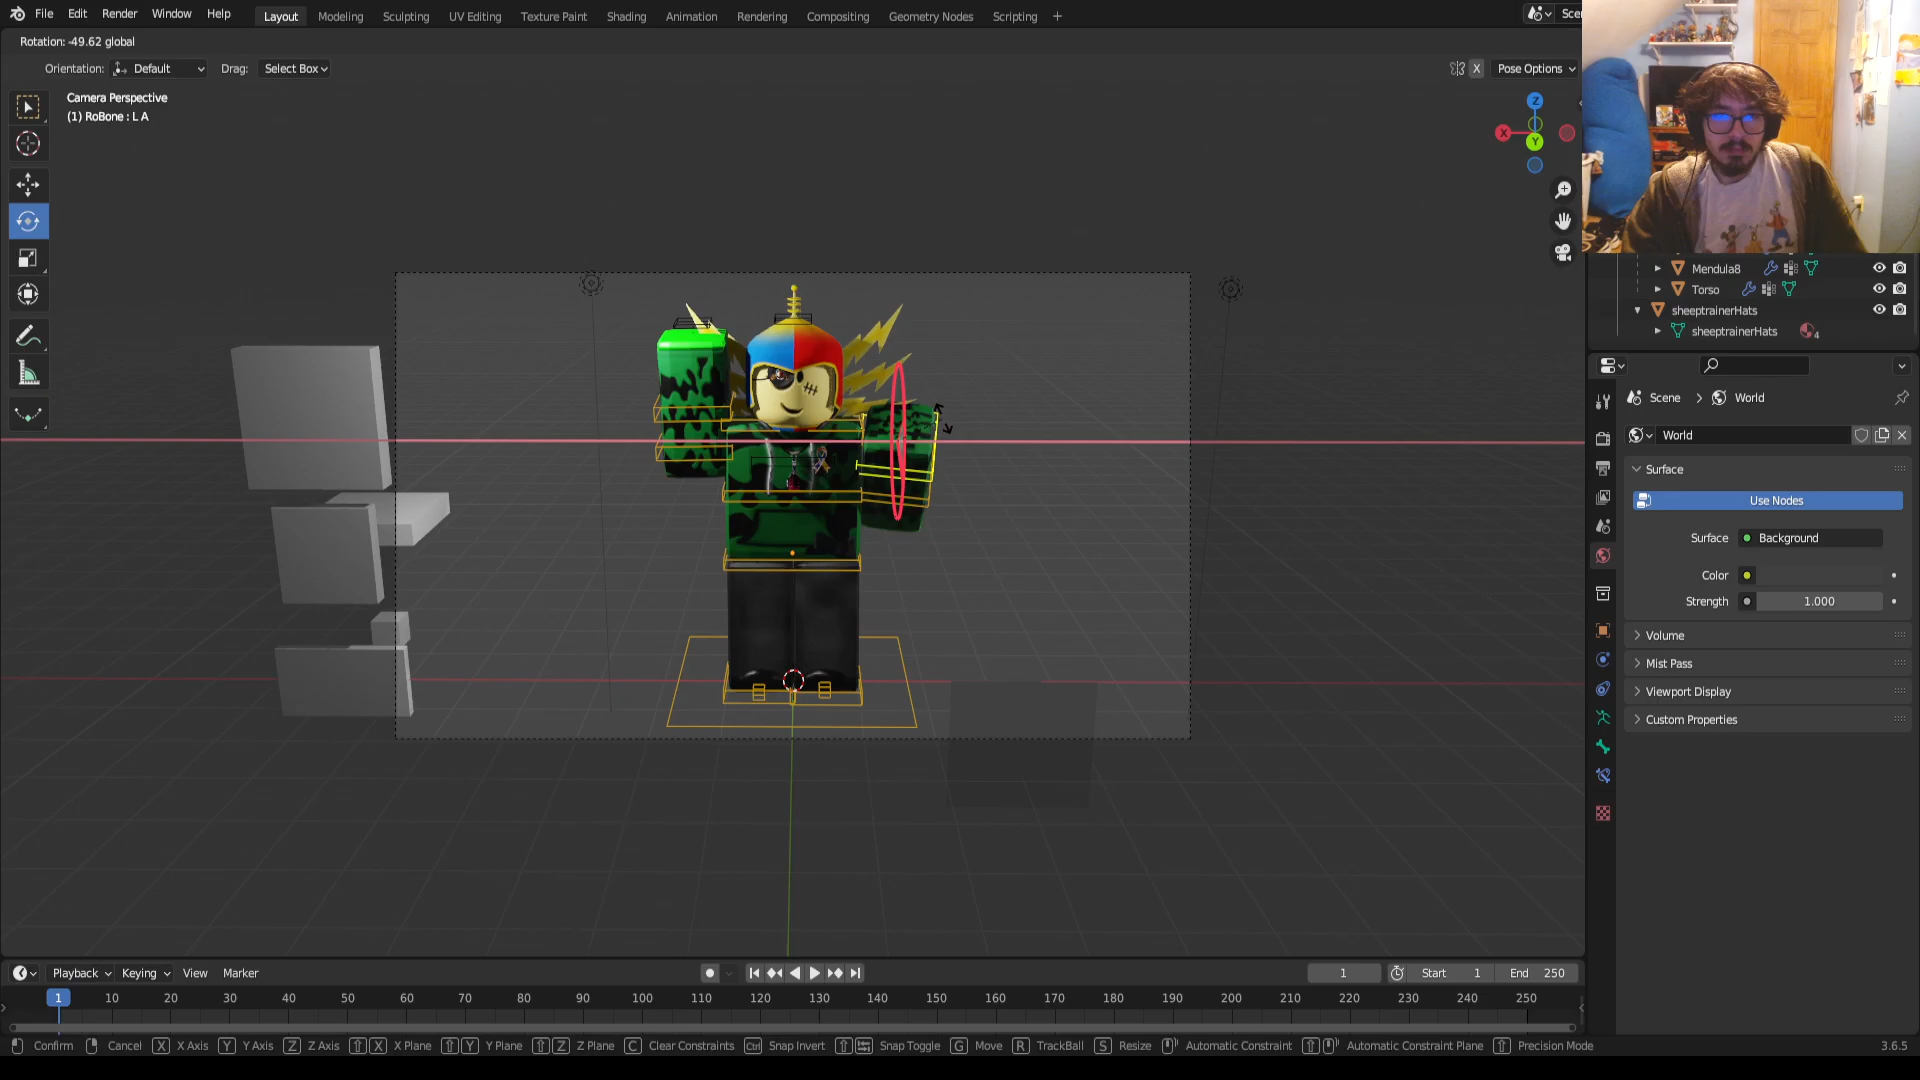 File Edit Render Window Help Layout Modeling Sculpting UV Editing Texture Paint Shading Animation Rendering Compositing Geometry Nodes Scripting +
Rotation: -49.62 global
Orientation: Default Drag: Select Box X Pose Options
Camera Perspective
(1) RoBone : L A
Z
X
Y
Mendula8
Torso
sheeptrainerHats
sheeptrainerHats 4
Scene > World
World
Surface
Use Nodes
Surface Background
Color
Strength 1.000
Volume
Mist Pass
Viewport Display
Custom Properties
Playback Keying View Marker 1 Start 1 End 250
1 10 20 30 40 50 60 70 80 90 100 110 120 130 140 150 160 170 180 190 200 210 220 230 240 250
Confirm Cancel X X Axis Y Y Axis Z Z Axis X X Plane Y Y Plane Z Z Plane C Clear Constraints Ctrl Snap Invert Snap Toggle G Move R TrackBall S Resize Automatic Constraint Automatic Constraint Plane Precision Mode 3.6.5